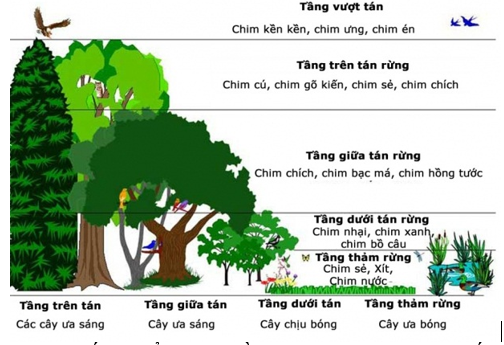 Tầng vượt tán
Chim kền kền, chim ưng, chim én
Tầng trên tán rừng
Chim cú, chim gõ kiến, chim sẻ, chim chích
Tầng giữa tán rừng
Chim chích, chim bạc má, chim hồng tước
Tầng dưới tán rừng
Chim nhại, chim xanh,
chim bồ câu
Tầng thảm rừng
Chim sẻ, Xít,
Chim nước
Tầng trên tán
Các cây ưa sáng
Tầng giữa tán
Cây ưa sáng
Tầng dưới tán
Cây chịu bóng
Tầng thảm rừng
Cây ưa bóng